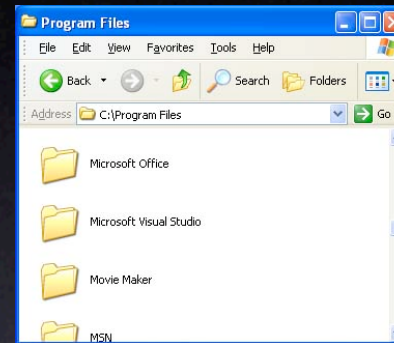 Program Files
File Edit View Favorites Tools Help
Back Search Folders
Address C:\Program Files Go
Microsoft Office
Microsoft Visual Studio
Movie Maker
MSN